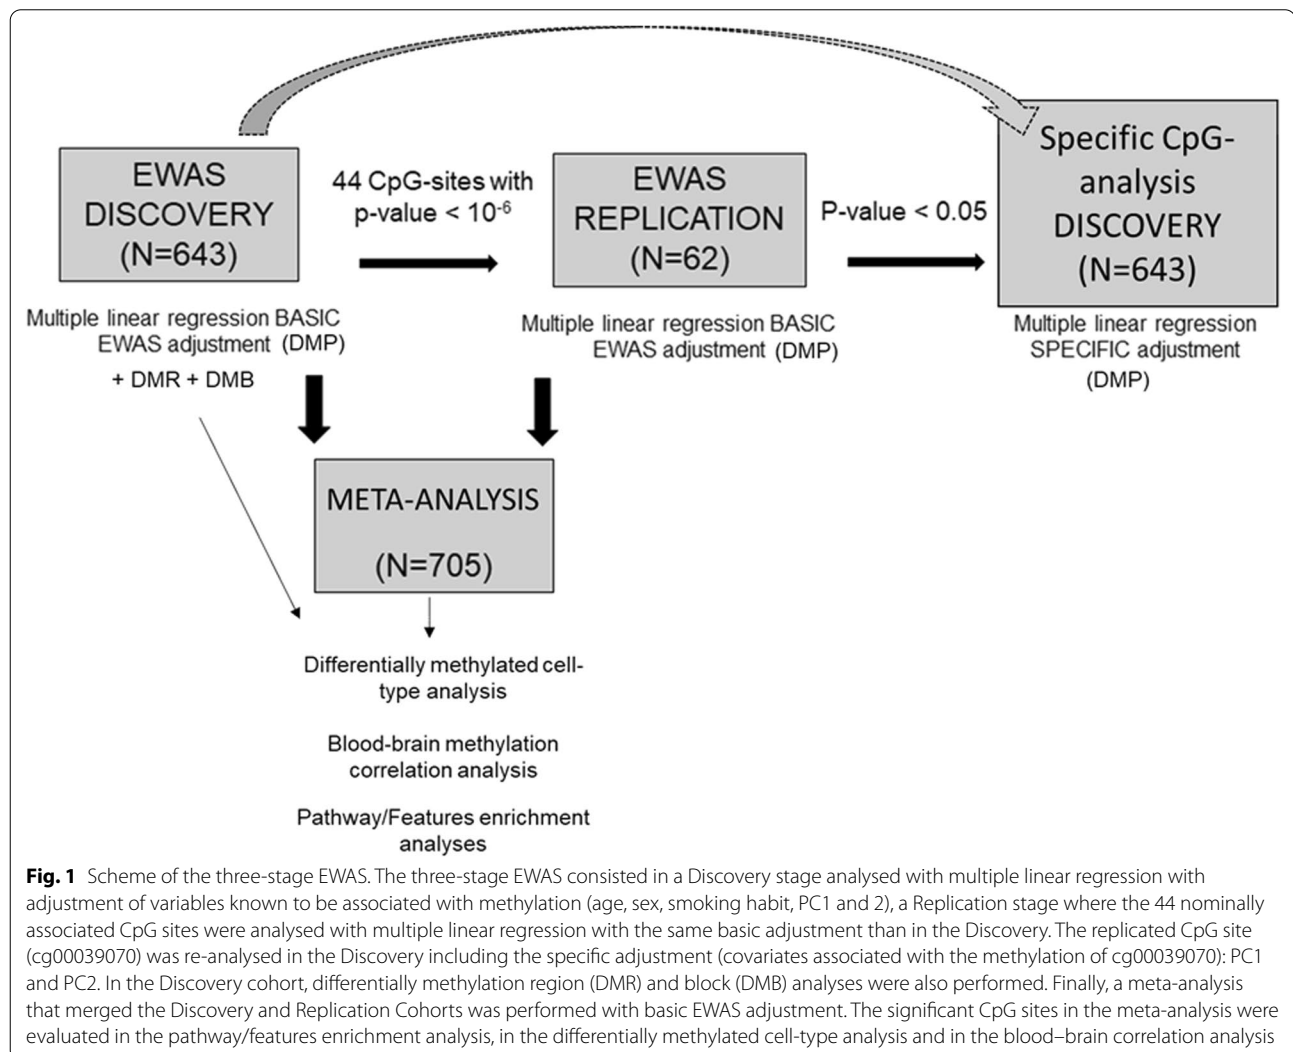 EWAS
DISCOVERY
(N=643)
44 CpG-sites with
p-value < 10-6
EWAS
REPLICATION
(N=62)
P-value < 0.05
Specific CpG-
analysis
DISCOVERY
(N=643)
Multiple linear regression BASIC
EWAS adjustment (DMP)
+ DMR + DMB
Multiple linear regression BASIC
EWAS adjustment (DMP)
Multiple linear regression
SPECIFIC adjustment
(DMP)
META-ANALYSIS
(N=705)
Differentially methylated cell-
type analysis
Blood-brain methylation
correlation analysis
Pathway/Features enrichment
analyses
Fig. 1 Scheme of the three-stage EWAS. The three-stage EWAS consisted in a Discovery stage analysed with multiple linear regression with
adjustment of variables known to be associated with methylation (age, sex, smoking habit, PC1 and 2), a Replication stage where the 44 nominally
associated CpG sites were analysed with multiple linear regression with the same basic adjustment than in the Discovery. The replicated CpG site
(cg00039070) was re-analysed in the Discovery including the specific adjustment (covariates associated with the methylation of cg00039070): PC1
and PC2. In the Discovery cohort, differentially methylation region (DMR) and block (DMB) analyses were also performed. Finally, a meta-analysis
that merged the Discovery and Replication Cohorts was performed with basic EWAS adjustment. The significant CpG sites in the meta-analysis were
evaluated in the pathway/features enrichment analysis, in the differentially methylated cell-type analysis and in the blood–brain correlation analysis